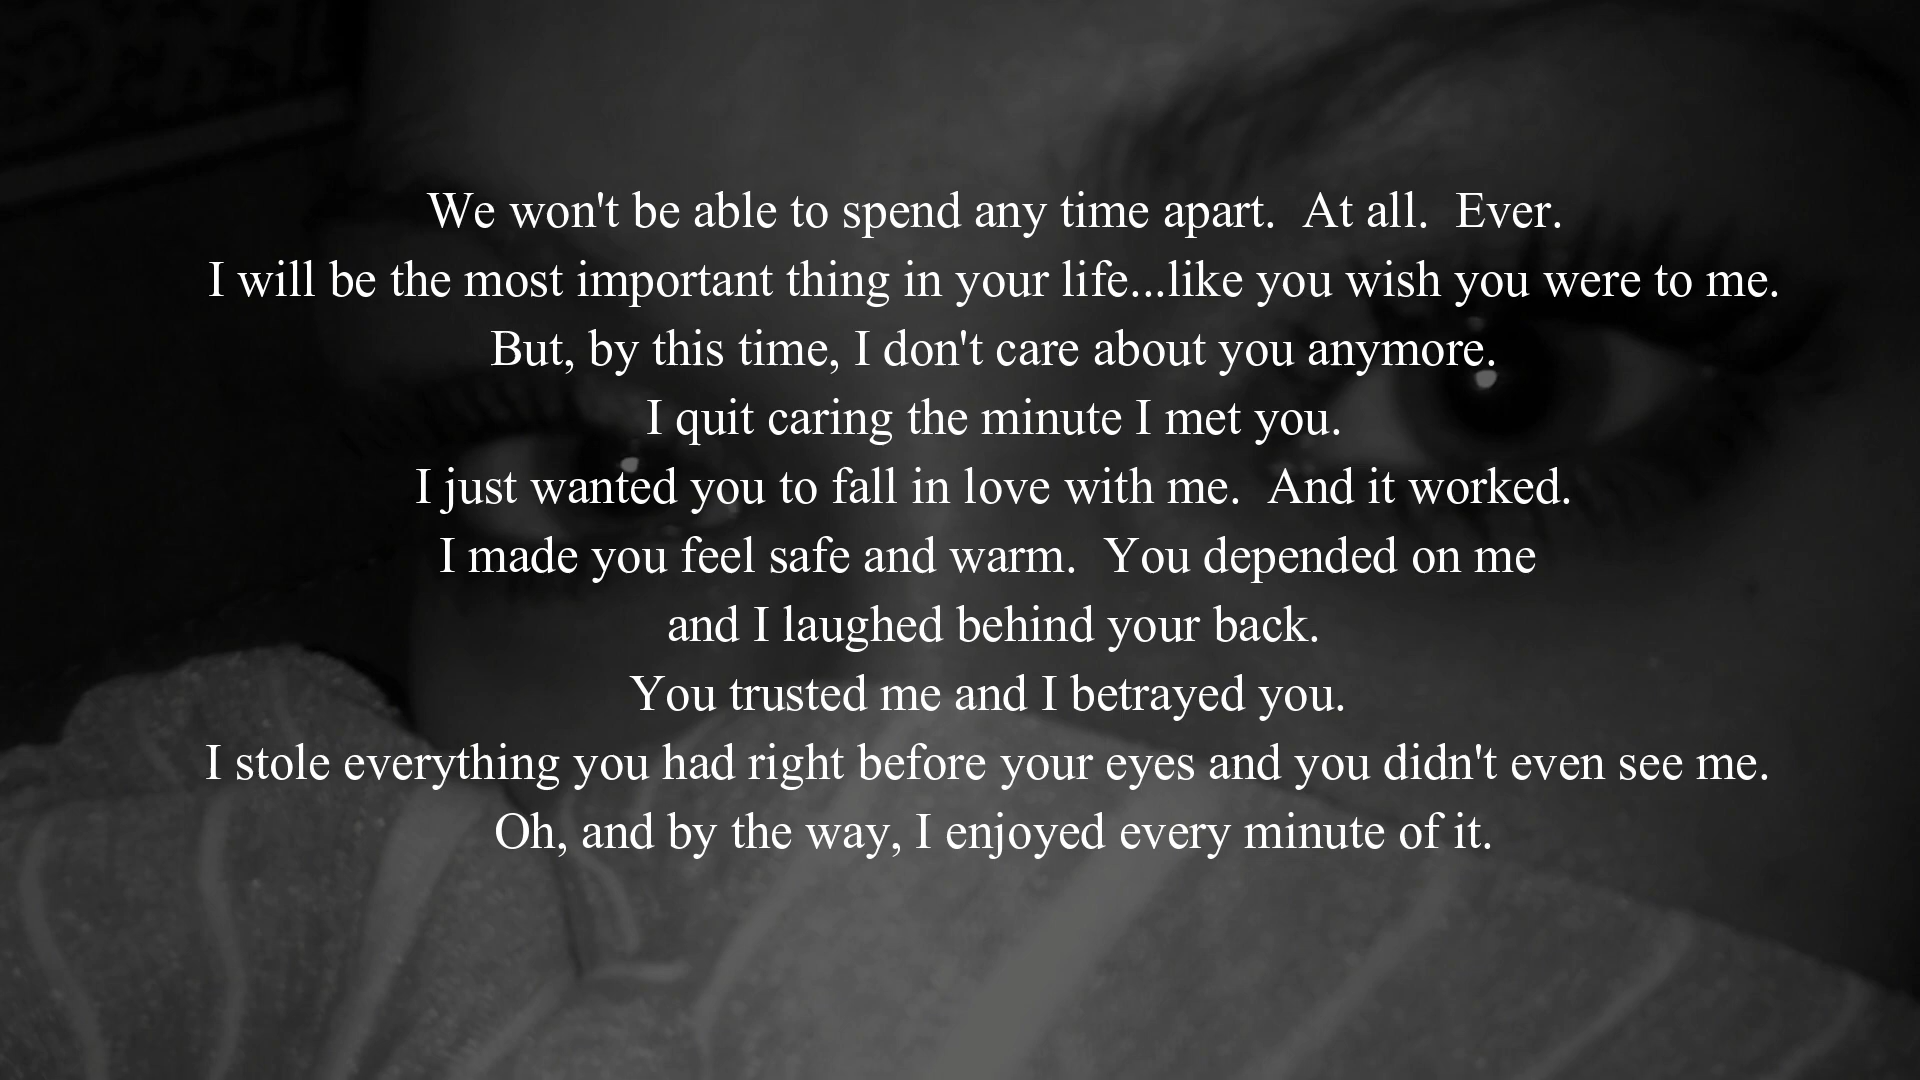 We won't be able to spend any time apart.  At all.  Ever.
I will be the most important thing in your life...like you wish you were to me.
But, by this time, I don't care about you anymore.
I quit caring the minute I met you.
I just wanted you to fall in love with me.  And it worked.
I made you feel safe and warm.  You depended on me
and I laughed behind your back.
You trusted me and I betrayed you.
I stole everything you had right before your eyes and you didn't even see me.
Oh, and by the way, I enjoyed every minute of it.